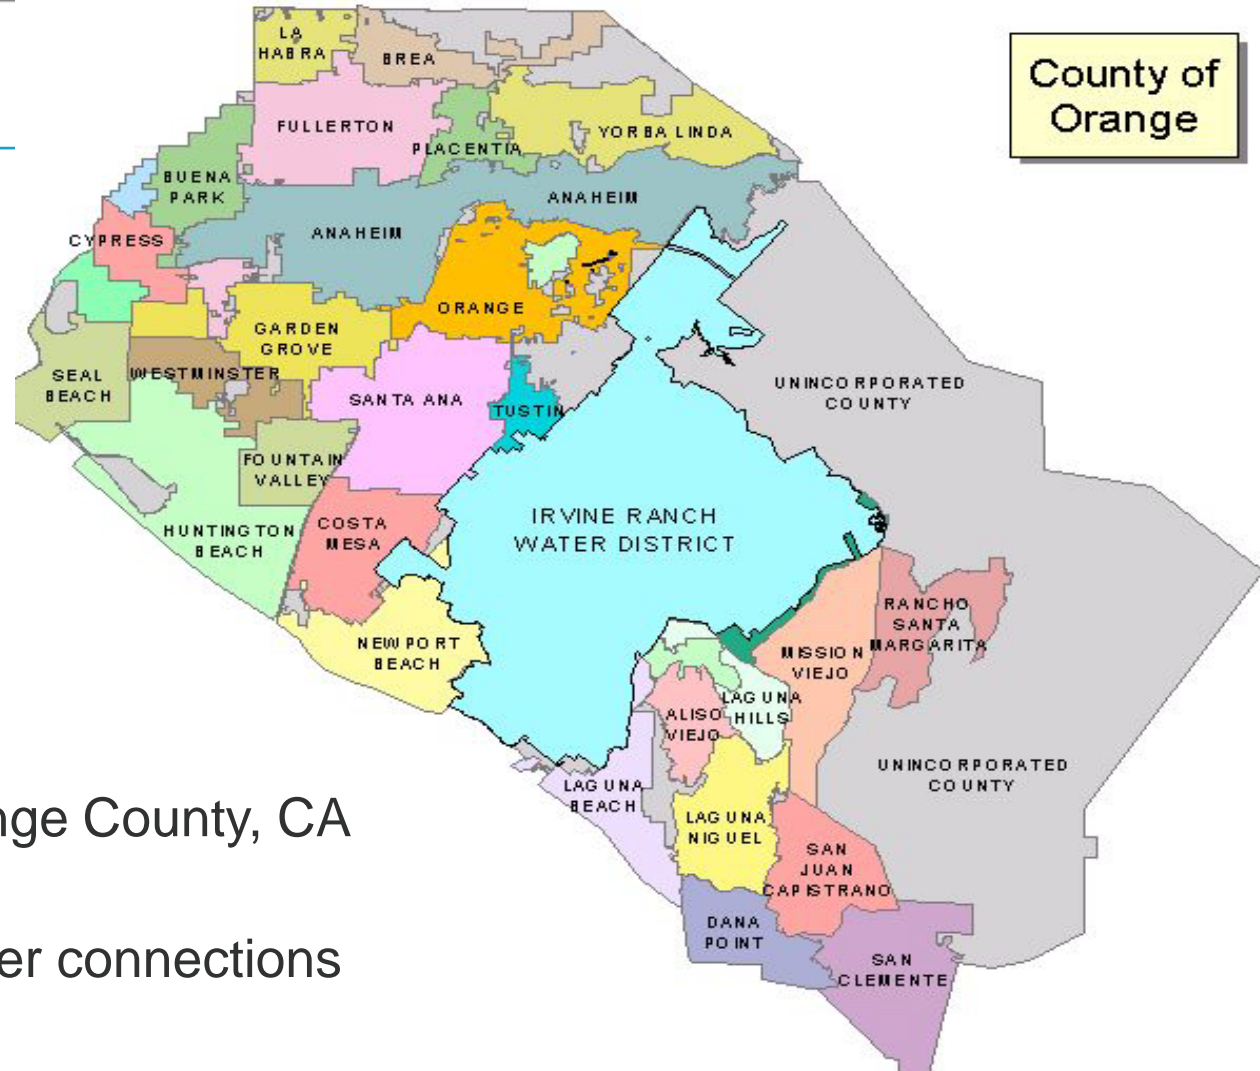 County of
Orange
LA
HABRA
BREA
FULLERTON
PLACENTIA
YORBA LINDA
BUENA
PARK
ANAHEIM
ANAHEIM
CYPRESS
ORANGE
GARDEN
GROVE
WESTMINSTER
SEAL
BEACH
SANTA ANA
TUSTIN
UNINCORPORATED
COUNTY
FOUNTAIN
VALLEY
HUNTINGTON
BEACH
COSTA
MESA
IRVINE RANCH
WATER DISTRICT
NEWPORT
BEACH
RANCHO
SANTA
MARGARITA
MISSION
VIEJO
LAGUNA
HILLS
ALISO
VIEJO
UNINCORPORATED
COUNTY
LAGUNA
BEACH
LAGUNA
NIGUEL
SAN
JUAN
CAPISTRANO
DANA
POINT
SAN
CLEMENTE
nge County, CA
er connections